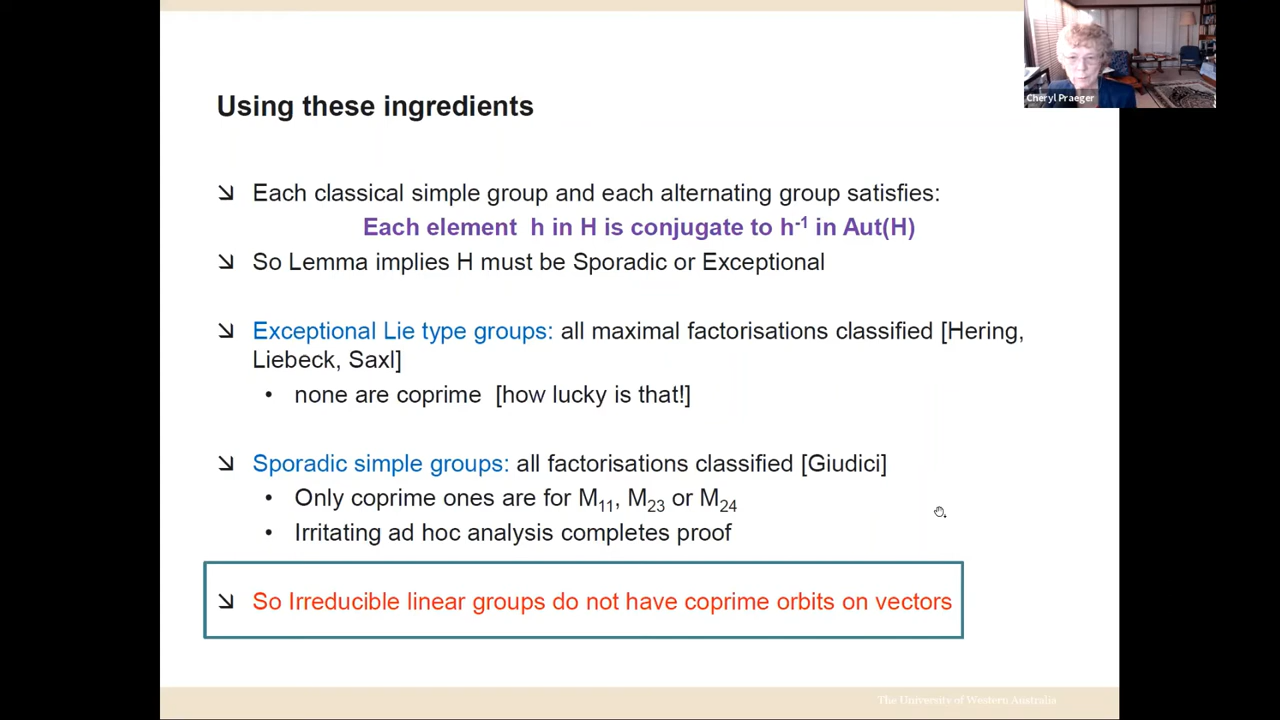 Using these ingredients
Each classical simple group and each alternating group satisfies:
Each element h in H is conjugate to h⁻¹ in Aut(H)
So Lemma implies H must be Sporadic or Exceptional
Exceptional Lie type groups: all maximal factorisations classified [Hering,
Liebeck, Saxl]
• none are coprime [how lucky is that!]
Sporadic simple groups: all factorisations classified [Giudici]
• Only coprime ones are for M₁₁, M₂₃ or M₂₄
• Irritating ad hoc analysis completes proof
So Irreducible linear groups do not have coprime orbits on vectors
The University of Western Australia
Cheryl Praeger